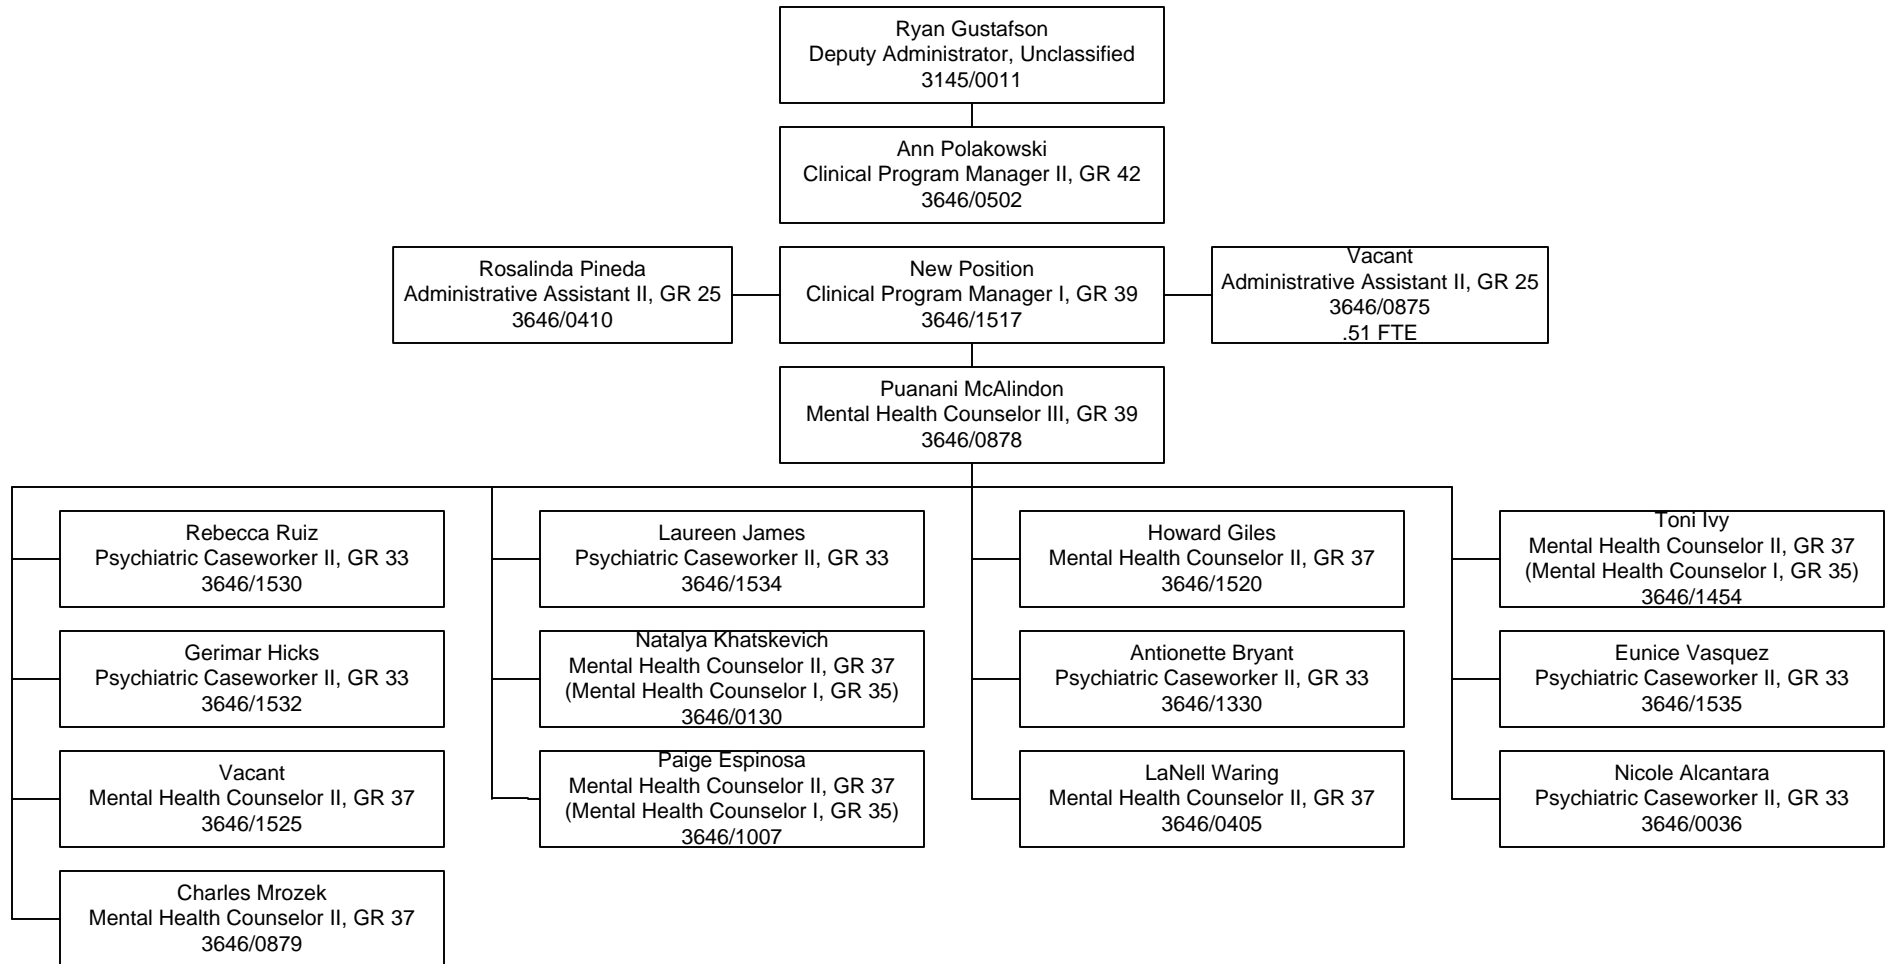 Ryan Gustafson
Deputy Administrator, Unclassified
3145/0011
Ann Polakowski
Clinical Program Manager II, GR 42
3646/0502
Rosalinda Pineda
Administrative Assistant II, GR 25
3646/0410
New Position
Clinical Program Manager I, GR 39
3646/1517
Vacant
Administrative Assistant II, GR 25
3646/0875
.51 FTE
Puanani McAlindon
Mental Health Counselor III, GR 39
3646/0878
Rebecca Ruiz
Psychiatric Caseworker II, GR 33
3646/1530
Laureen James
Psychiatric Caseworker II, GR 33
3646/1534
Howard Giles
Mental Health Counselor II, GR 37
3646/1520
Toni Ivy
Mental Health Counselor II, GR 37
(Mental Health Counselor I, GR 35)
3646/1454
Gerimar Hicks
Psychiatric Caseworker II, GR 33
3646/1532
Natalya Khatskevich
Mental Health Counselor II, GR 37
(Mental Health Counselor I, GR 35)
3646/0130
Antionette Bryant
Psychiatric Caseworker II, GR 33
3646/1330
Eunice Vasquez
Psychiatric Caseworker II, GR 33
3646/1535
Vacant
Mental Health Counselor II, GR 37
3646/1525
Paige Espinosa
Mental Health Counselor II, GR 37
(Mental Health Counselor I, GR 35)
3646/1007
LaNell Waring
Mental Health Counselor II, GR 37
3646/0405
Nicole Alcantara
Psychiatric Caseworker II, GR 33
3646/0036
Charles Mrozek
Mental Health Counselor II, GR 37
3646/0879